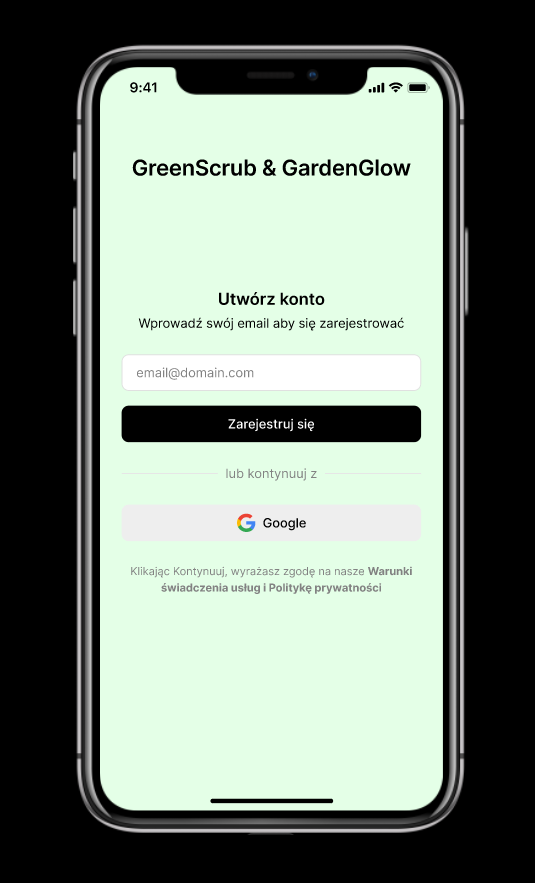 9:41
GreenScrub & GardenGlow
Utwórz konto
Wprowadź swój email aby się zarejestrować
email@domain.com
Zarejestruj się
lub kontynuuj z
Google
Klikając Kontynuuj, wyrażasz zgodę na nasze Warunki
świadczenia usług i Politykę prywatności